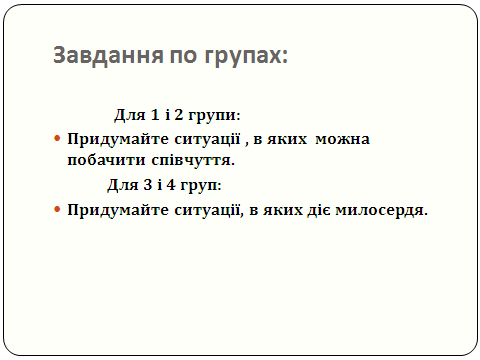 Завдання по групах:
Для 1 і 2 групи:
Придумайте ситуації , в яких можна
побачити співчуття.
Для 3 і 4 груп:
Придумайте ситуації, в яких діє милосердя.